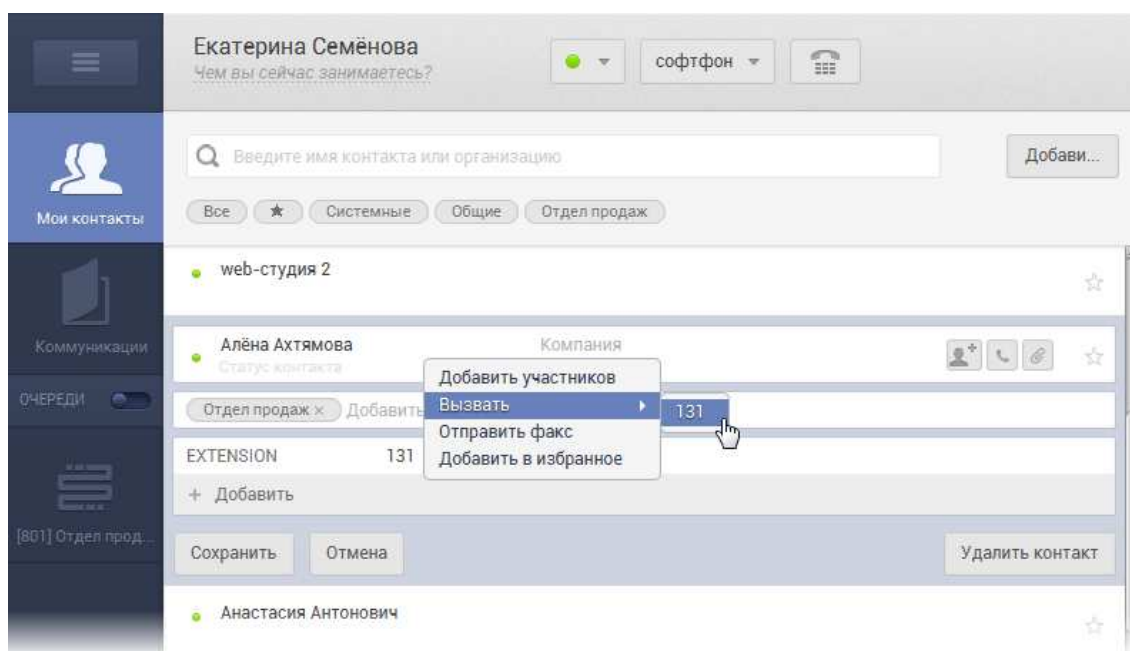 Екатерина Семёнова
Чем вы сейчас занимаетесь?
софтфон
Мои контакты
Введите имя контакта или организацию
Добави...
Все
Системные
Общие
Отдел продаж
web-студия 2
Коммуникации
Алёна Ахтямова
Компания
Статус контакта
Добавить участников
ОЧЕРЕДИ
Отдел продаж ×
Добавить
Вызвать
131
Отправить факс
EXTENSION 131
Добавить в избранное
+ Добавить
[801] Отдел прод...
Сохранить
Отмена
Удалить контакт
Анастасия Антонович